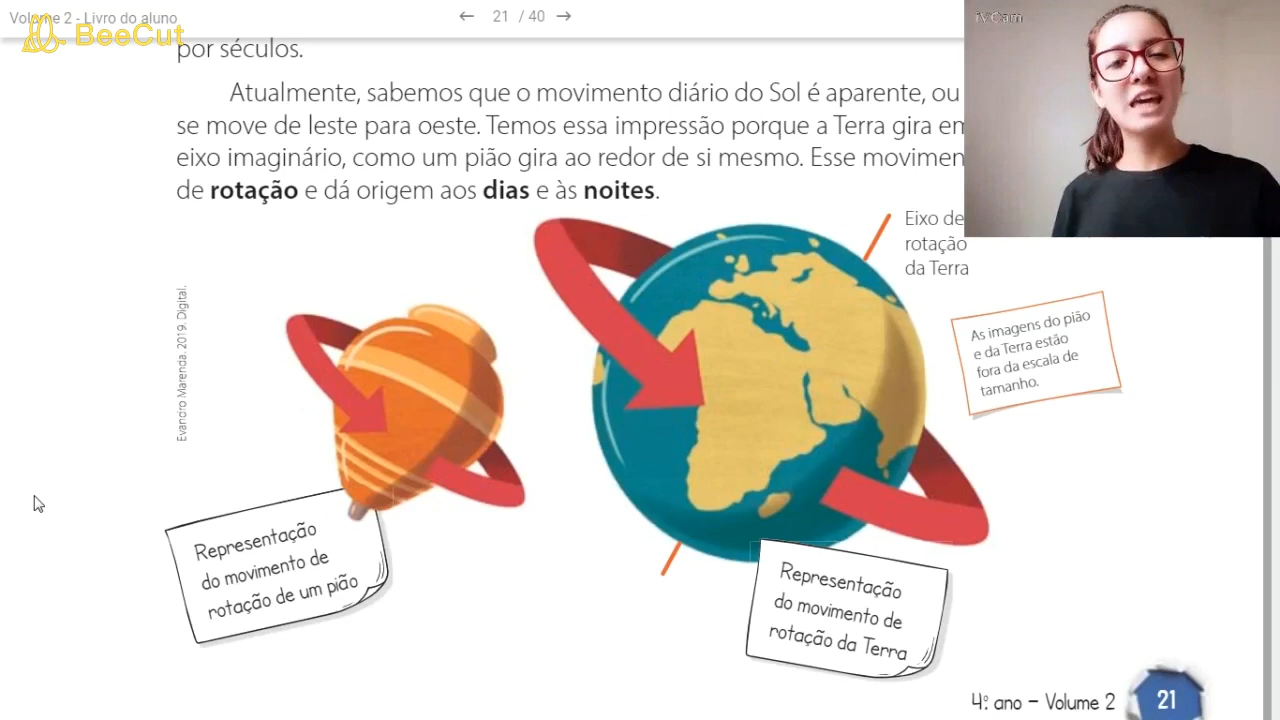 Volume 2 - Livro do aluno
21 / 40
BeeCut
iVCam
por séculos.
Atualmente, sabemos que o movimento diário do Sol é aparente, ou
se move de leste para oeste. Temos essa impressão porque a Terra gira em
eixo imaginário, como um pião gira ao redor de si mesmo. Esse movimen
de rotação e dá origem aos dias e às noites.
Eixo de
rotação
da Terra
As imagens do pião
e da Terra estão
fora da escala de
tamanho.
Evandro Marenda. 2019. Digital.
Representação
do movimento de
rotação de um pião
Representação
do movimento de
rotação da Terra
4º. ano – Volume 2
21